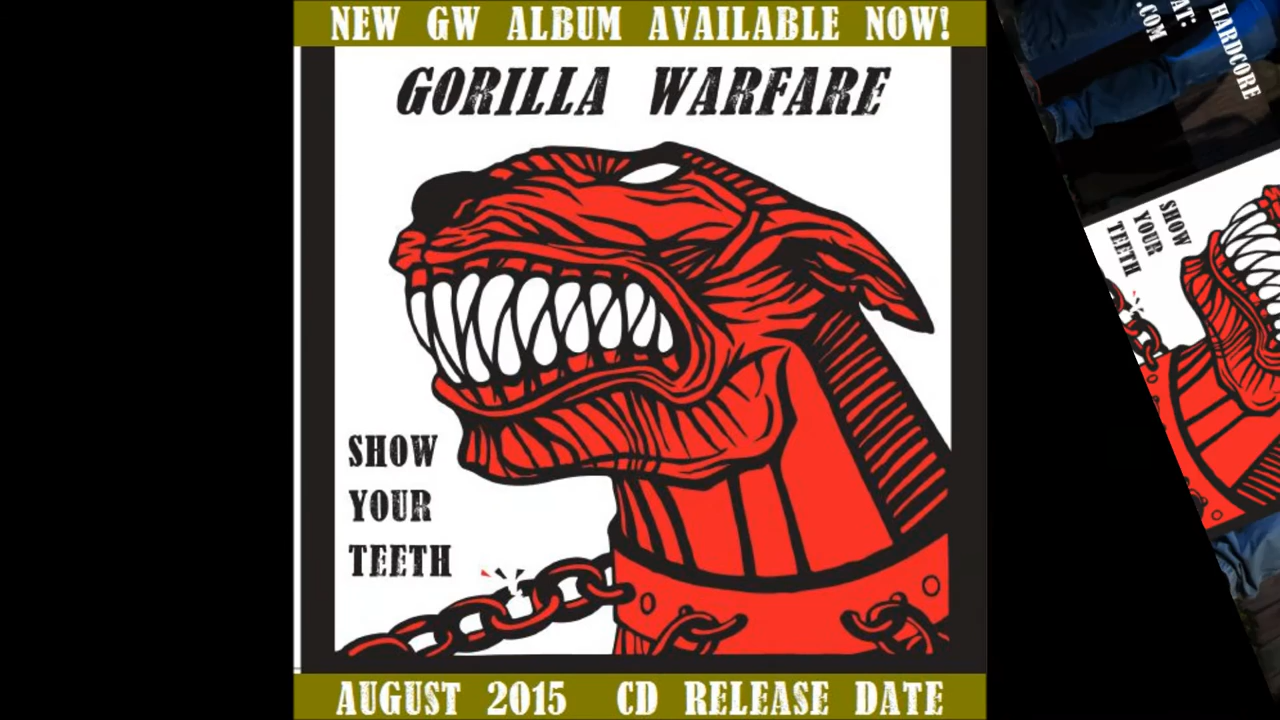 NEW GW ALBUM AVAILABLE NOW!
GORILLA WARFARE
SHOW
YOUR
TEETH
AUGUST 2015 CD RELEASE DATE
HARDCORE
AT:
.COM
SHOW
YOUR
TEETH